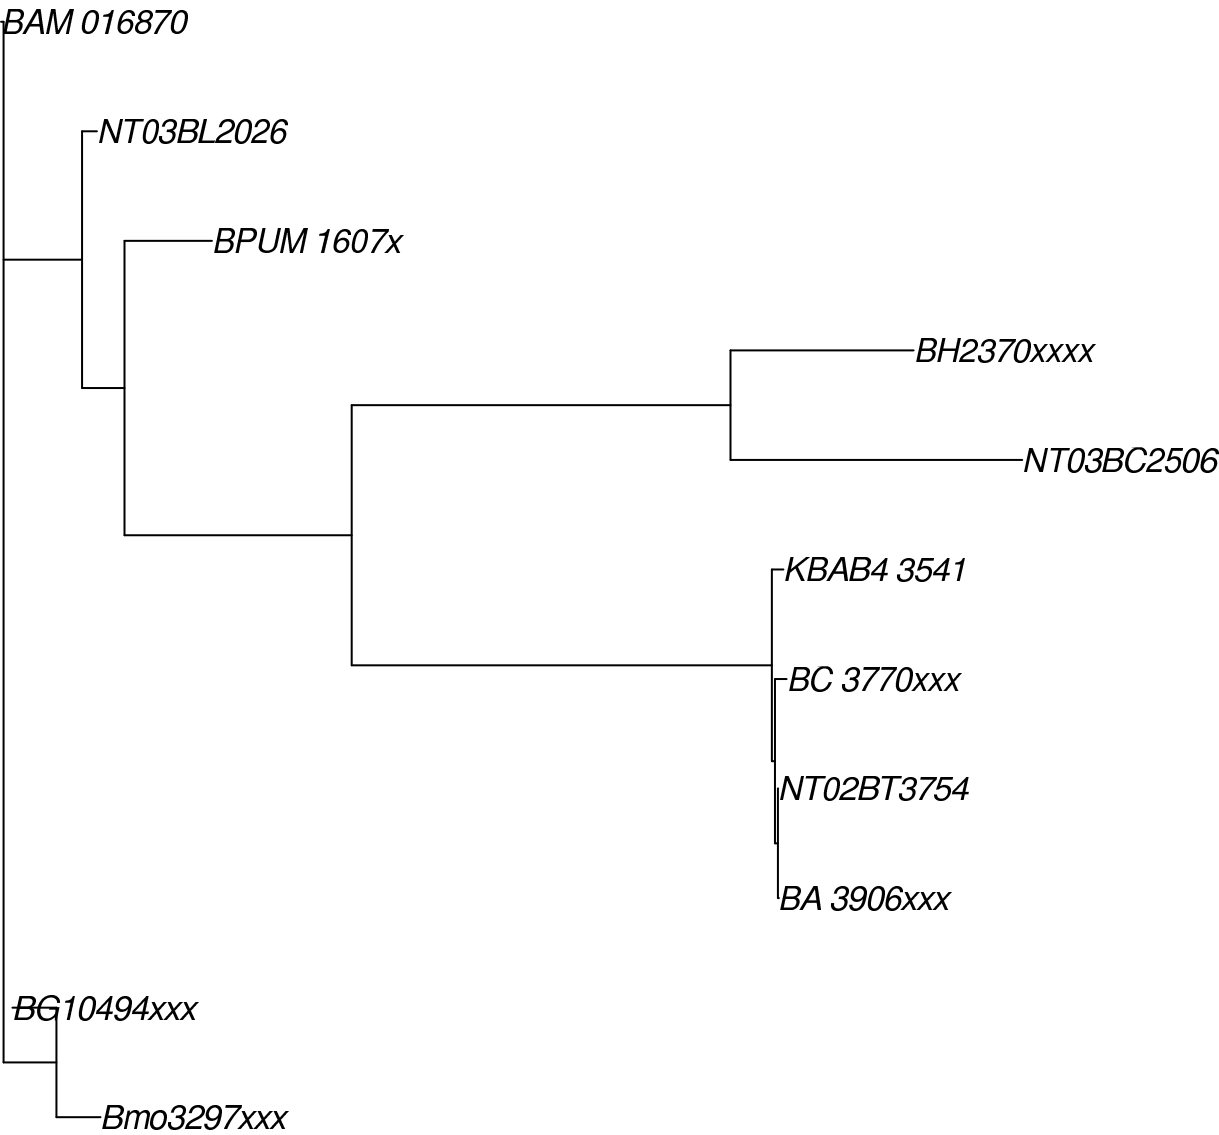 BAM 016870
NT03BL2026
BPUM 1607x
BH2370xxxx
NT03BC2506
KBAB4 3541
BC 3770xxx
NT02BT3754
BA 3906xxx
BG10494xxx
Bmo3297xxx